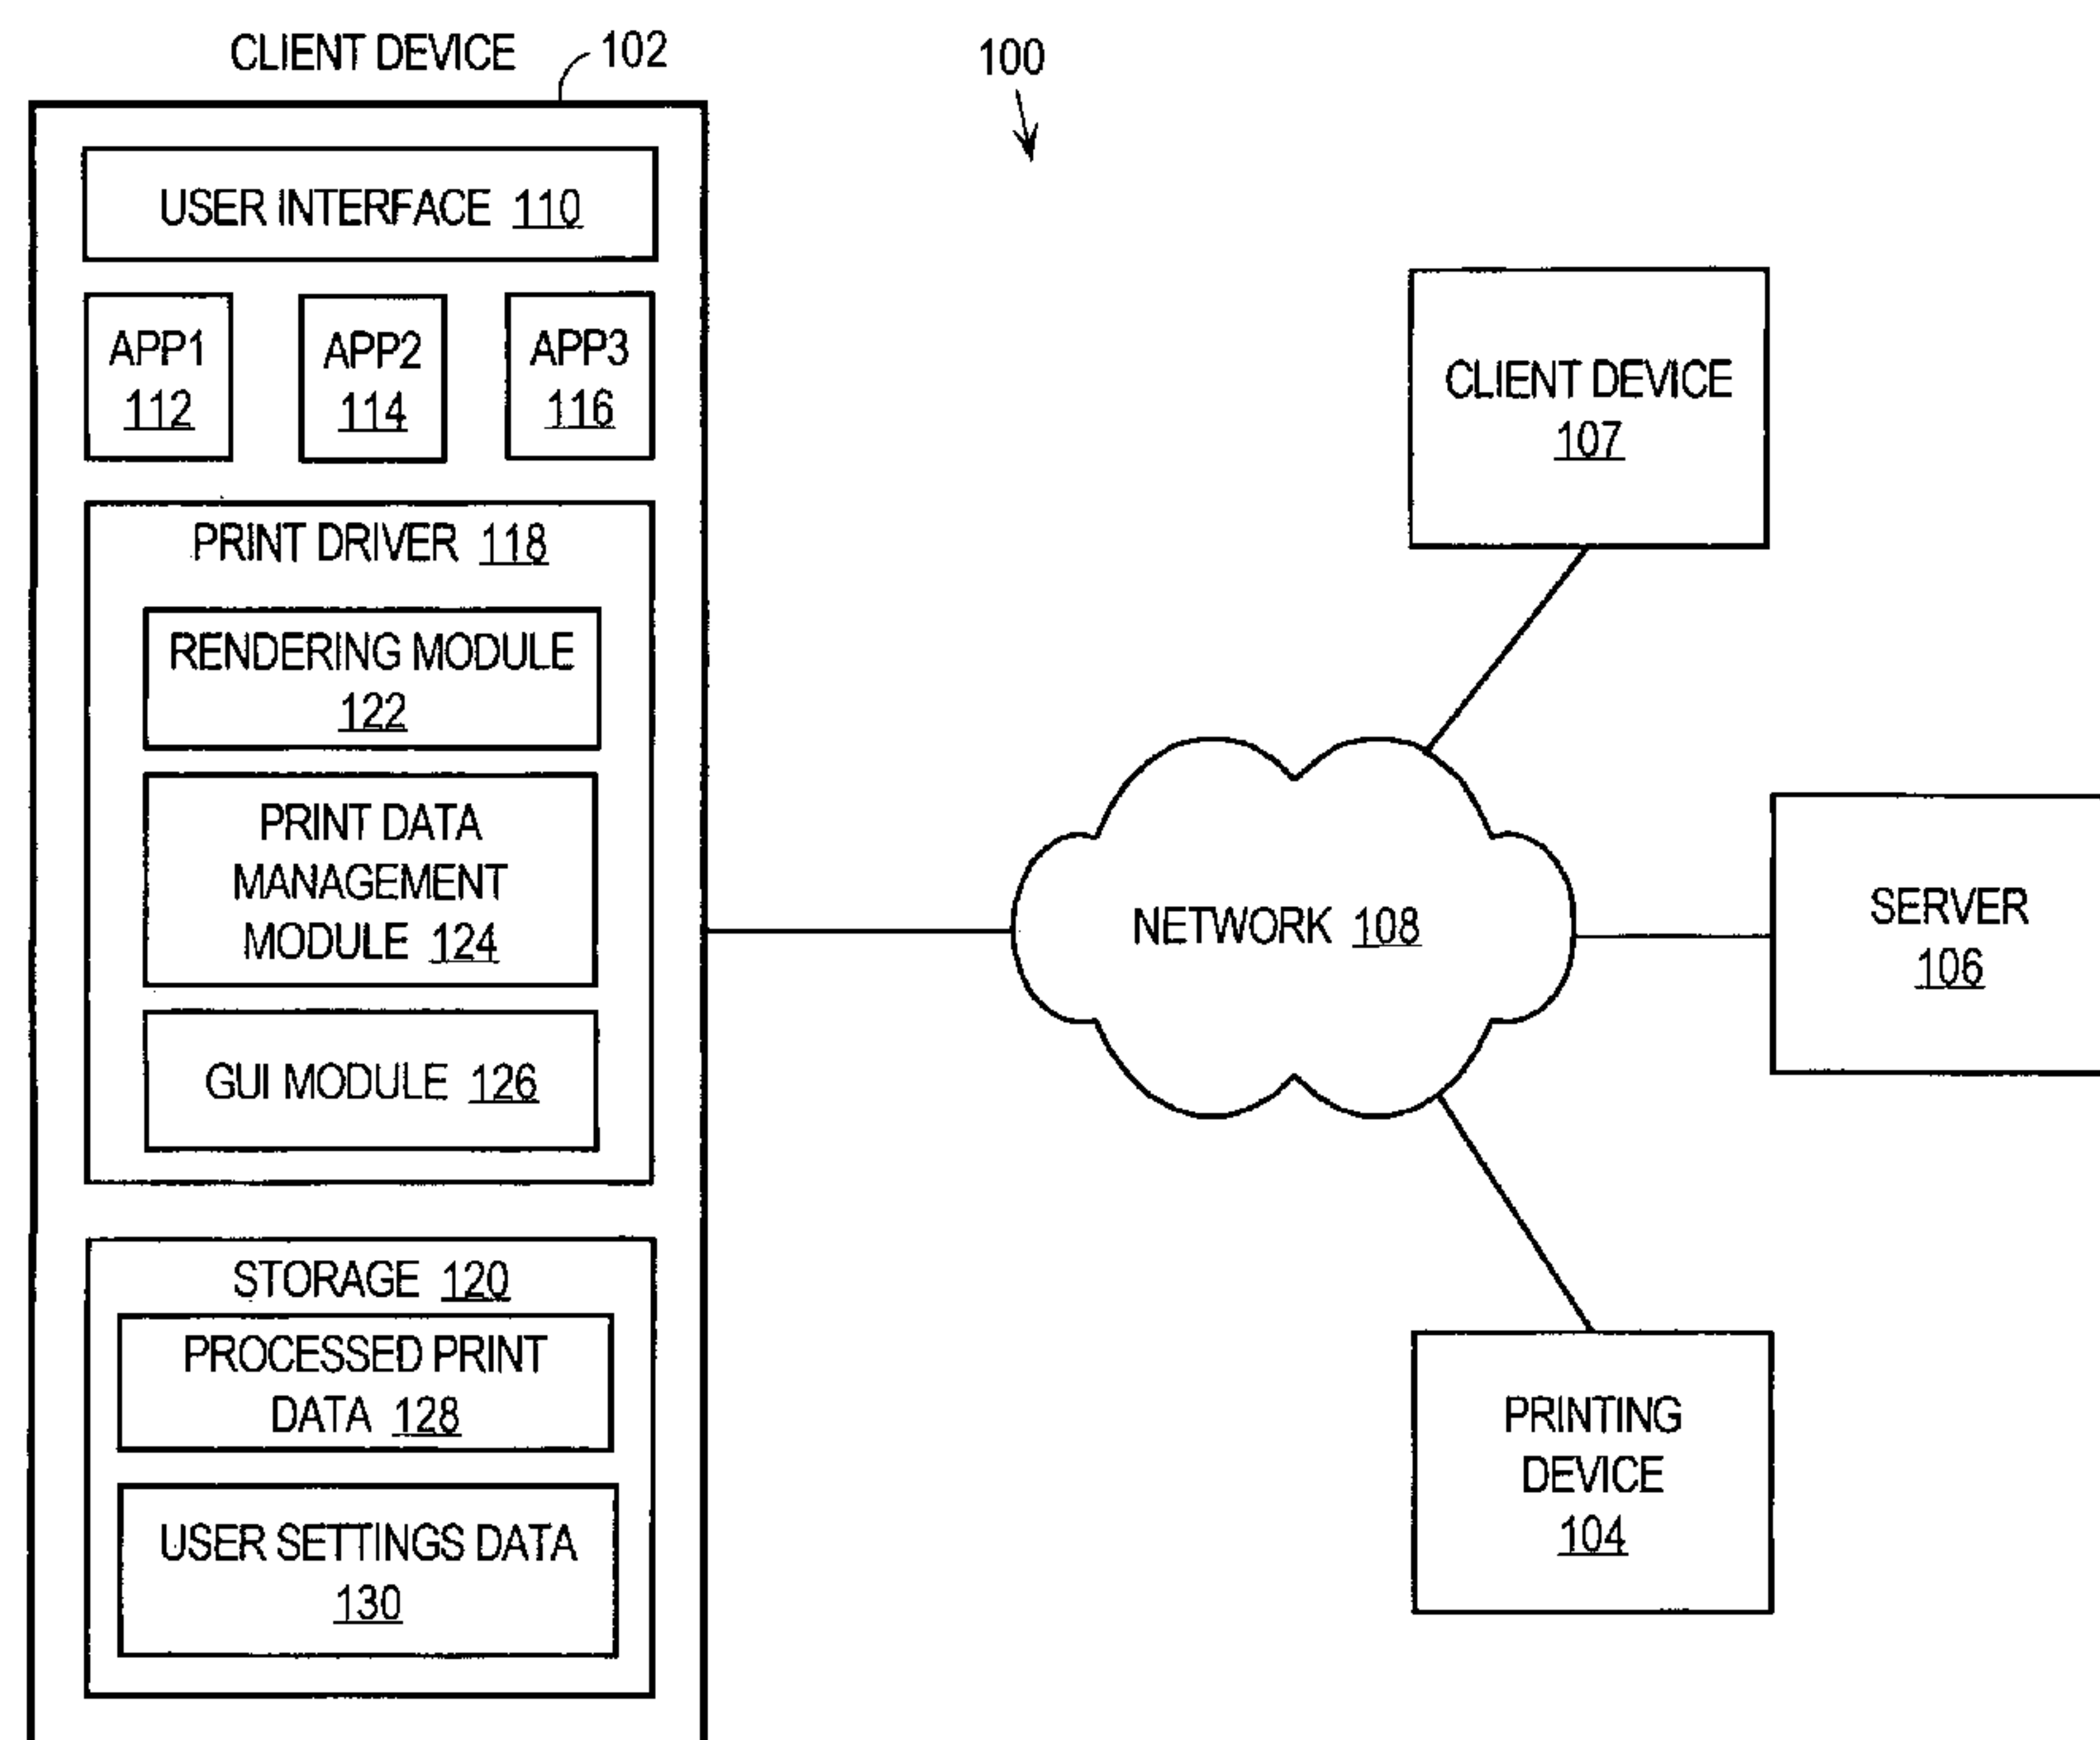 CLIENT DEVICE
102
100
USER INTERFACE 110
APP1
112
APP2
114
APP3
116
PRINT DRIVER 118
RENDERING MODULE
122
PRINT DATA
MANAGEMENT
MODULE 124
GUI MODULE 126
STORAGE 120
PROCESSED PRINT
DATA 128
USER SETTINGS DATA
130
CLIENT DEVICE
107
NETWORK 108
SERVER
106
PRINTING
DEVICE
104